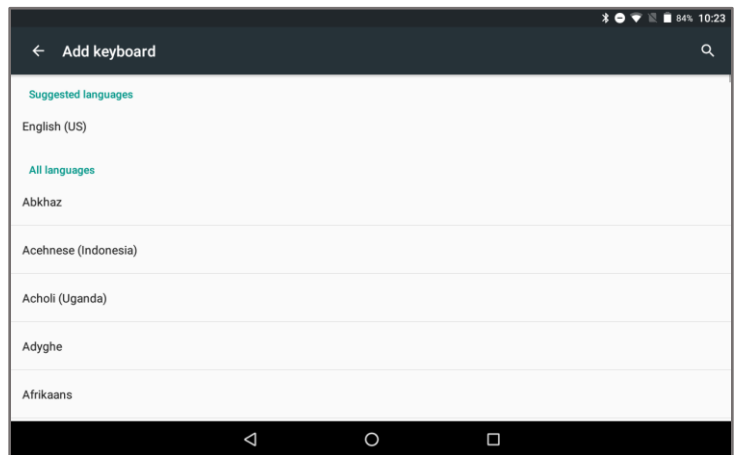 84% 10:23
Add keyboard
Suggested languages
English (US)
All languages
Abkhaz
Acehnese (Indonesia)
Acholi (Uganda)
Adyghe
Afrikaans